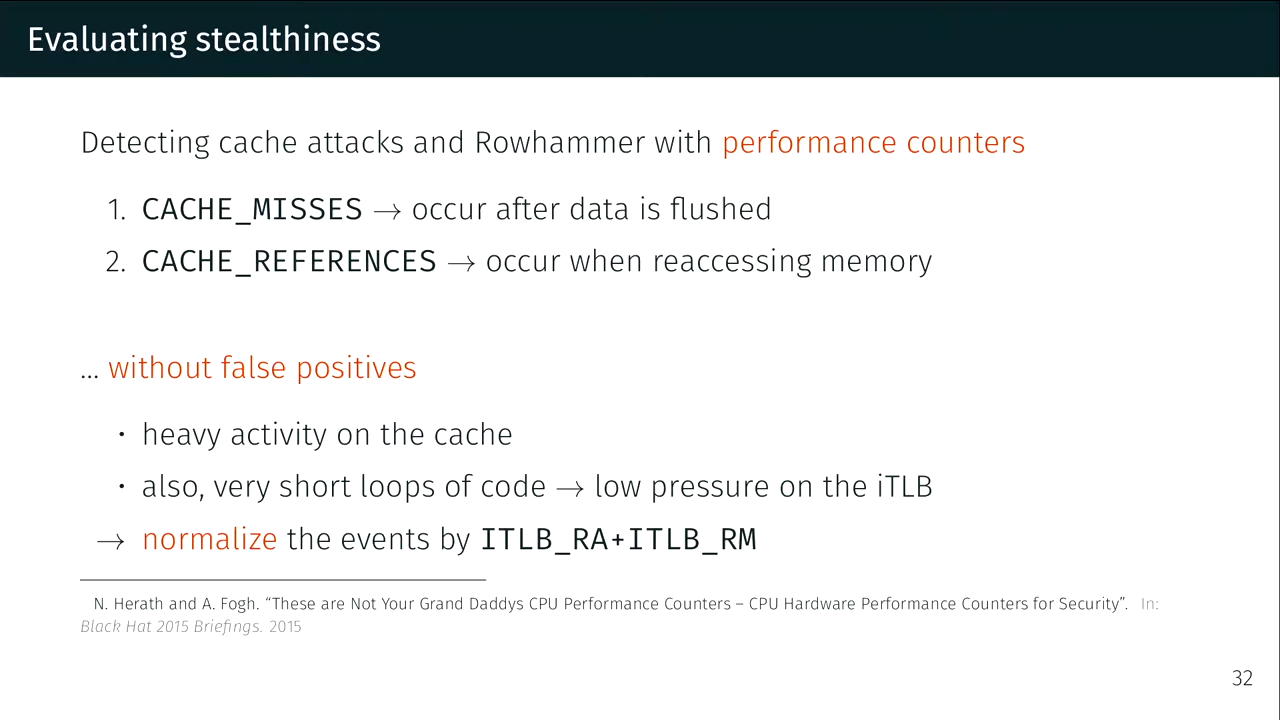 Evaluating stealthiness
Detecting cache attacks and Rowhammer with performance counters
1. CACHE_MISSES → occur after data is flushed
2. CACHE_REFERENCES → occur when reaccessing memory
... without false positives
• heavy activity on the cache
• also, very short loops of code → low pressure on the iTLB
→ normalize the events by ITLB_RA+ITLB_RM
N. Herath and A. Fogh. “These are Not Your Grand Daddys CPU Performance Counters – CPU Hardware Performance Counters for Security”. In:
Black Hat 2015 Briefings. 2015
32